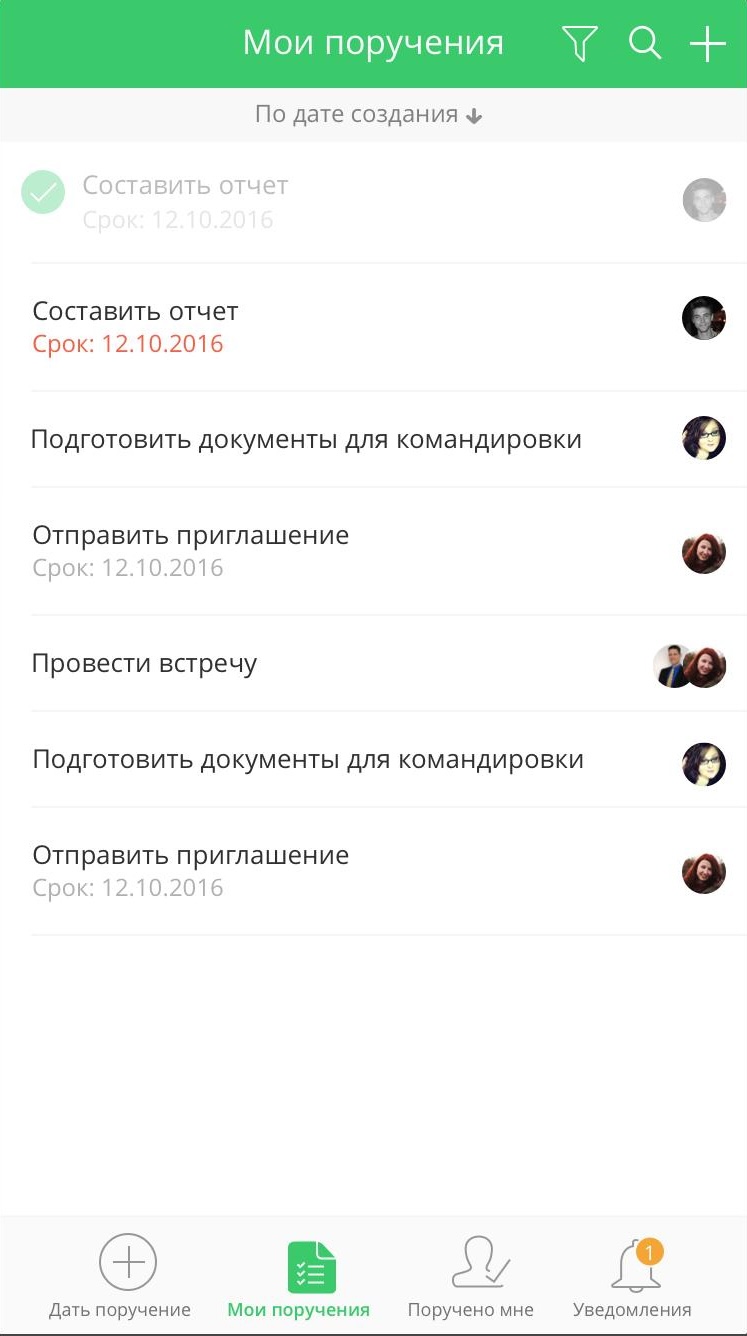 Мои поручения
По дате создания
Составить отчет
Срок: 12.10.2016
Составить отчет
Срок: 12.10.2016
Подготовить документы для командировки
Отправить приглашение
Срок: 12.10.2016
Провести встречу
Подготовить документы для командировки
Отправить приглашение
Срок: 12.10.2016
1
Дать поручение
Мои поручения
Поручено мне
Уведомления